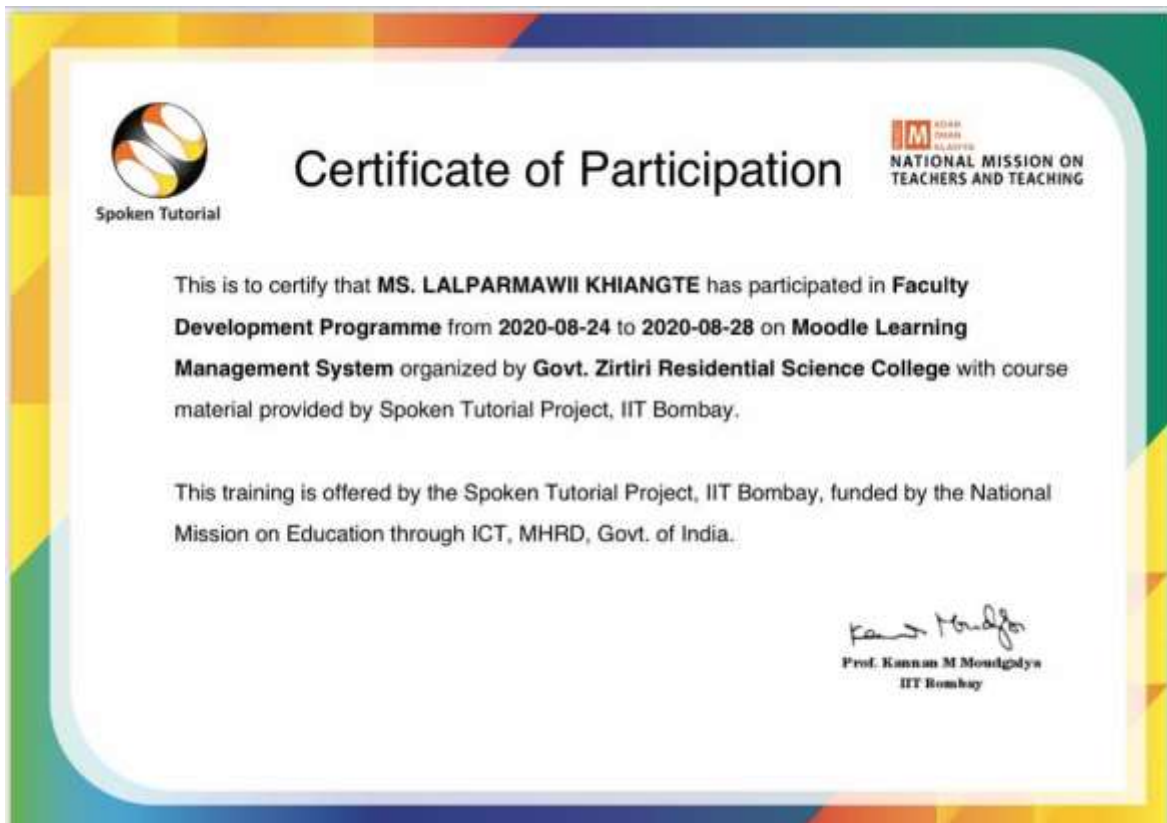 Spoken Tutorial
Certificate of Participation
M
MADAN
MOHAN
MALAVIYA
NATIONAL MISSION ON
TEACHERS AND TEACHING
This is to certify that MS. LALPARMAWII KHIANGTE has participated in Faculty
Development Programme from 2020-08-24 to 2020-08-28 on Moodle Learning
Management System organized by Govt. Zirtiri Residential Science College with course
material provided by Spoken Tutorial Project, IIT Bombay.
This training is offered by the Spoken Tutorial Project, IIT Bombay, funded by the National
Mission on Education through ICT, MHRD, Govt. of India.
Prof. Kannan M Moudgalya
IIT Bombay